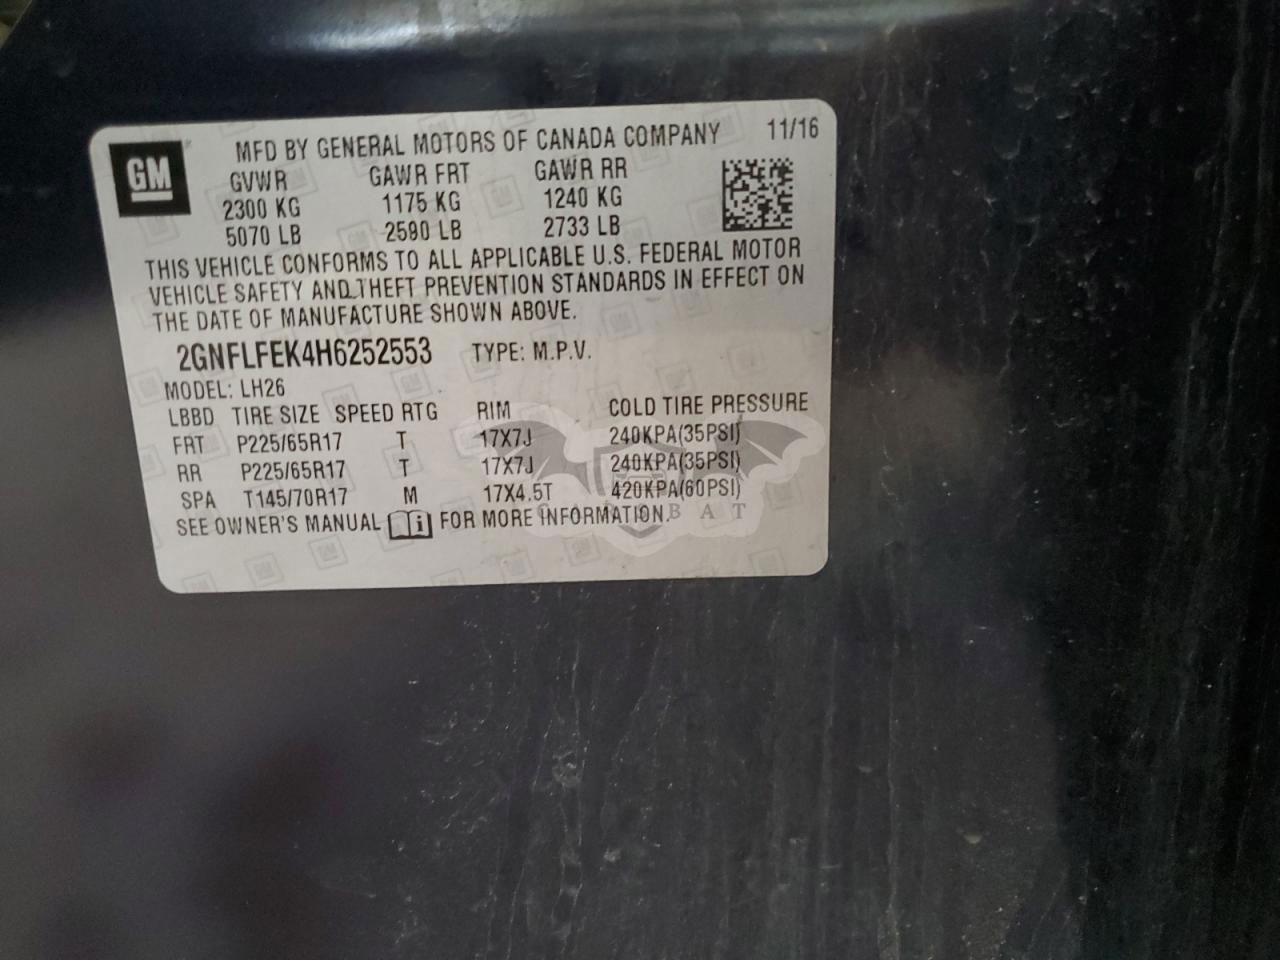 GM
MFD BY GENERAL MOTORS OF CANADA COMPANY 11/16
GVWR GAWR FRT GAWR RR
2300 KG 1175 KG 1240 KG
5070 LB 2590 LB 2733 LB
THIS VEHICLE CONFORMS TO ALL APPLICABLE U.S. FEDERAL MOTOR
VEHICLE SAFETY AND THEFT PREVENTION STANDARDS IN EFFECT ON
THE DATE OF MANUFACTURE SHOWN ABOVE.
2GNFLFEK4H6252553 TYPE: M.P.V.
MODEL: LH26
LBBD TIRE SIZE SPEED RTG RIM COLD TIRE PRESSURE
FRT P225/65R17 T 17X7J 240KPA(35PSI)
RR P225/65R17 T 17X7J 240KPA(35PSI)
SPA T145/70R17 M 17X4.5T 420KPA(60PSI)
SEE OWNER'S MANUAL i FOR MORE INFORMATION.